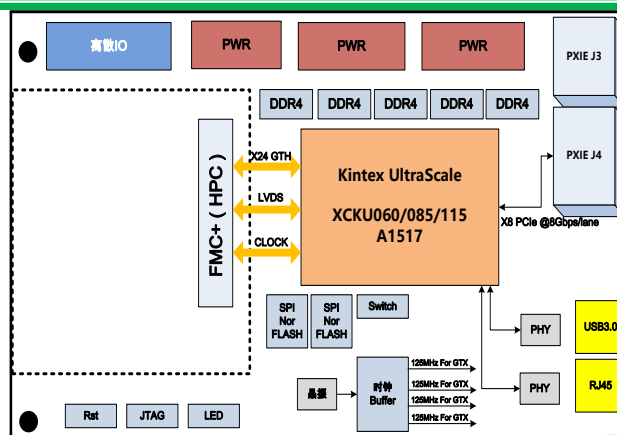 离散IO
PWR
PWR
PWR
PXIE J3
DDR4
DDR4
DDR4
DDR4
DDR4
PXIE J4
FMC+（HPC）
X24 GTH
LVDS
CLOCK
Kintex UltraScale
XCKU060/085/115
A1517
X8 PCIe @8Gbps/lane
SPI
Nor
FLASH
SPI
Nor
FLASH
Switch
PHY
USB3.0
晶振
时钟
Buffer
125MHz For GTX
125MHz For GTX
125MHz For GTX
125MHz For GTX
PHY
RJ45
Rst
JTAG
LED